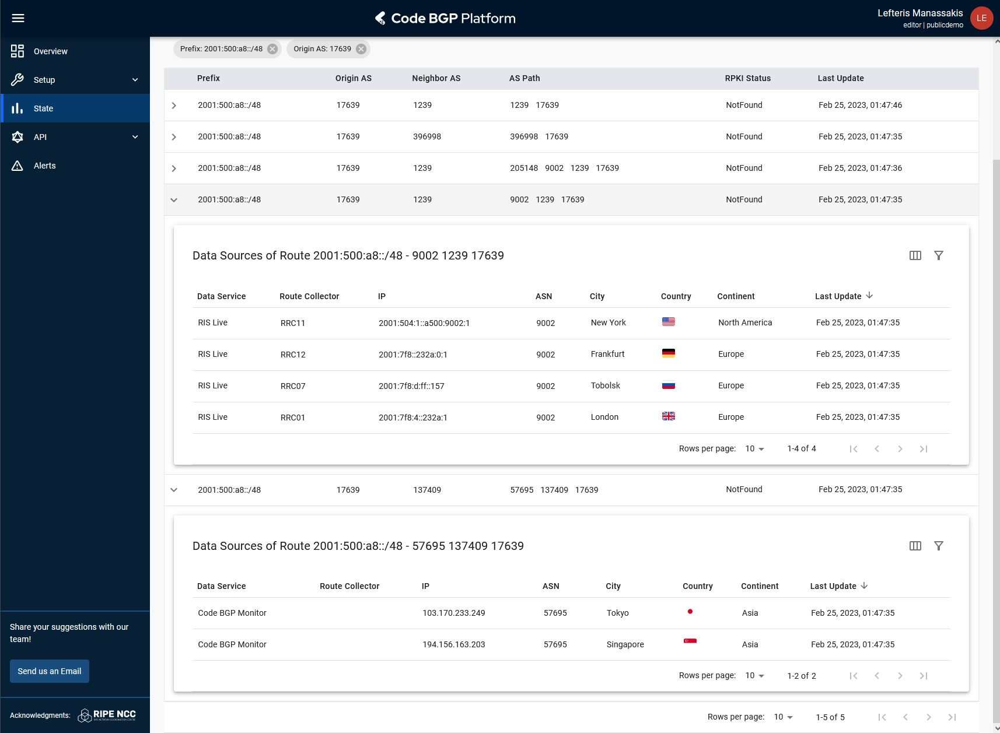 Code BGP Platform
Lefteris Manassakis
editor | publicdemo
LE
Overview
Setup
State
API
Alerts
Share your suggestions with our
team!
Send us an Email
Acknowledgments: RIPE NCC
RIPE NETWORK COORDINATION CENTRE
Prefix: 2001:500:a8::/48 Origin AS: 17639
Prefix Origin AS Neighbor AS AS Path RPKI Status Last Update
2001:500:a8::/48 17639 1239 1239 17639 NotFound Feb 25, 2023, 01:47:46
2001:500:a8::/48 17639 396998 396998 17639 NotFound Feb 25, 2023, 01:47:35
2001:500:a8::/48 17639 1239 205148 9002 1239 17639 NotFound Feb 25, 2023, 01:47:36
2001:500:a8::/48 17639 1239 9002 1239 17639 NotFound Feb 25, 2023, 01:47:35
Data Sources of Route 2001:500:a8::/48 - 9002 1239 17639
Data Service Route Collector IP ASN City Country Continent Last Update
RIS Live RRC11 2001:504:1::a500:9002:1 9002 New York North America Feb 25, 2023, 01:47:35
RIS Live RRC12 2001:7f8::232a:0:1 9002 Frankfurt Europe Feb 25, 2023, 01:47:35
RIS Live RRC07 2001:7f8:d:ff::157 9002 Tobolsk Europe Feb 25, 2023, 01:47:35
RIS Live RRC01 2001:7f8:4::232a:1 9002 London Europe Feb 25, 2023, 01:47:35
Rows per page: 10 1-4 of 4
2001:500:a8::/48 17639 137409 57695 137409 17639 NotFound Feb 25, 2023, 01:47:35
Data Sources of Route 2001:500:a8::/48 - 57695 137409 17639
Data Service Route Collector IP ASN City Country Continent Last Update
Code BGP Monitor 103.170.233.249 57695 Tokyo Asia Feb 25, 2023, 01:47:35
Code BGP Monitor 194.156.163.203 57695 Singapore Asia Feb 25, 2023, 01:47:35
Rows per page: 10 1-2 of 2
Rows per page: 10 1-5 of 5